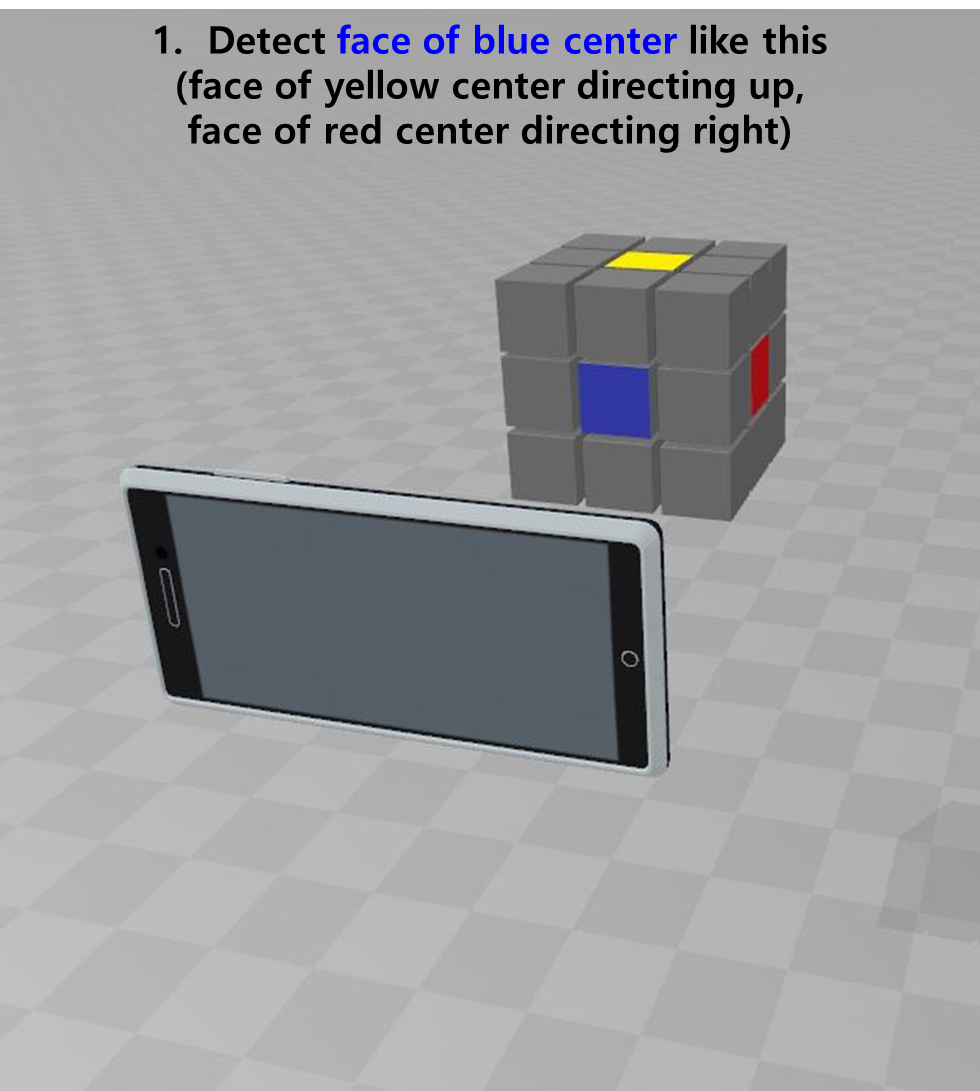 1. Detect face of blue center like this
(face of yellow center directing up,
face of red center directing right)